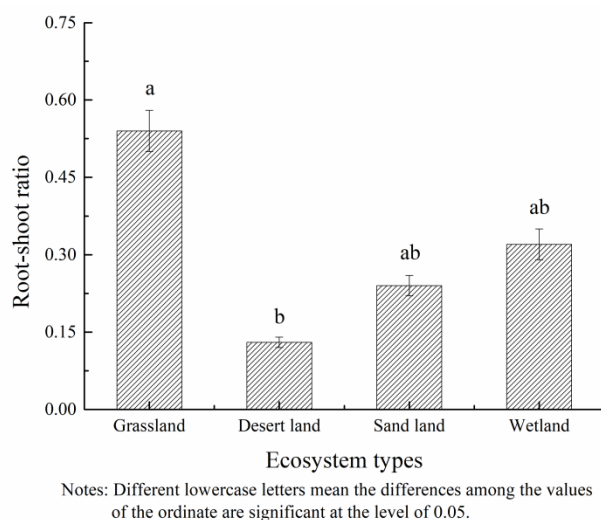 0.75
a
0.60
Root-shoot ratio
0.45
ab
ab
0.30
b
0.15
0.00
Grassland Desert land Sand land Wetland
Ecosystem types
Notes: Different lowercase letters mean the differences among the values
of the ordinate are significant at the level of 0.05.